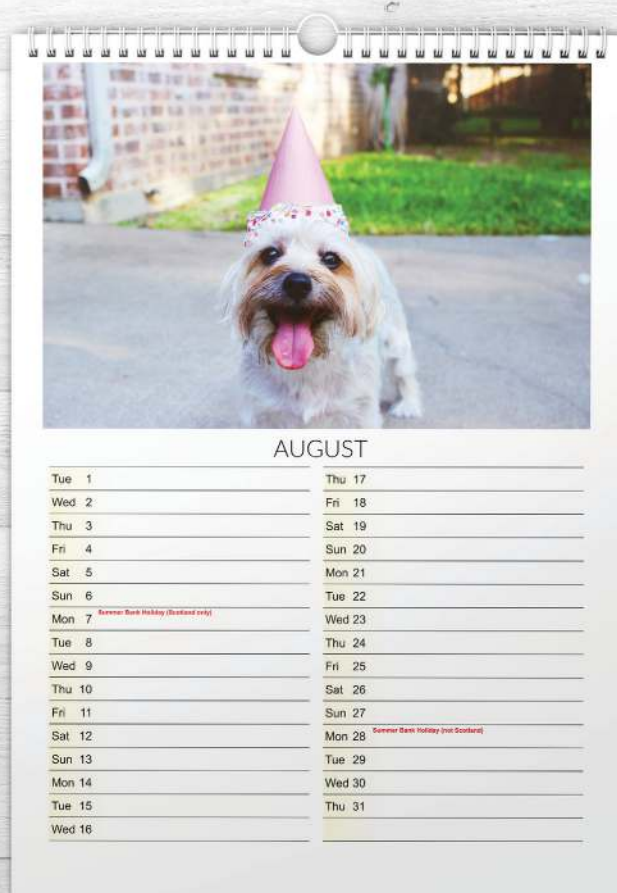 AUGUST
Tue 1
Wed 2
Thu 3
Fri 4
Sat 5
Sun 6
Mon 7 Summer Bank Holiday (Scotland only)
Tue 8
Wed 9
Thu 10
Fri 11
Sat 12
Sun 13
Mon 14
Tue 15
Wed 16
Thu 17
Fri 18
Sat 19
Sun 20
Mon 21
Tue 22
Wed 23
Thu 24
Fri 25
Sat 26
Sun 27
Mon 28 Summer Bank Holiday (not Scotland)
Tue 29
Wed 30
Thu 31